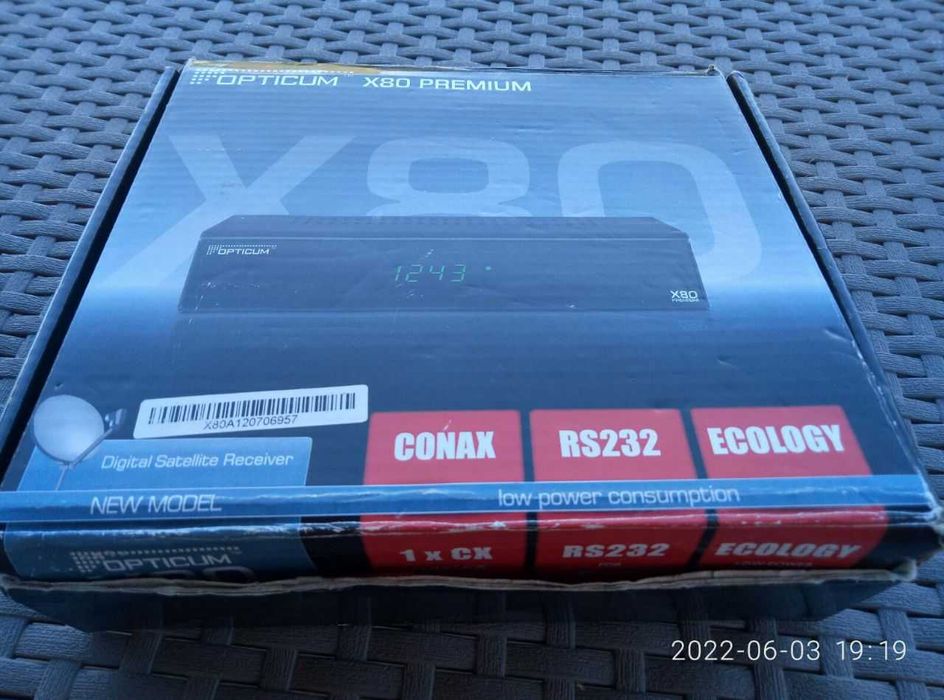 OPTICUM X80 PREMIUM
X80
OPTICUM
1243
X80
PREMIUM
X80A120706957
CONAX RS232 ECOLOGY
Digital Satellite Receiver
NEW MODEL low power consumption
OPTICUM 1 x CX RS232 ECOLOGY
2022-06-03 19:19